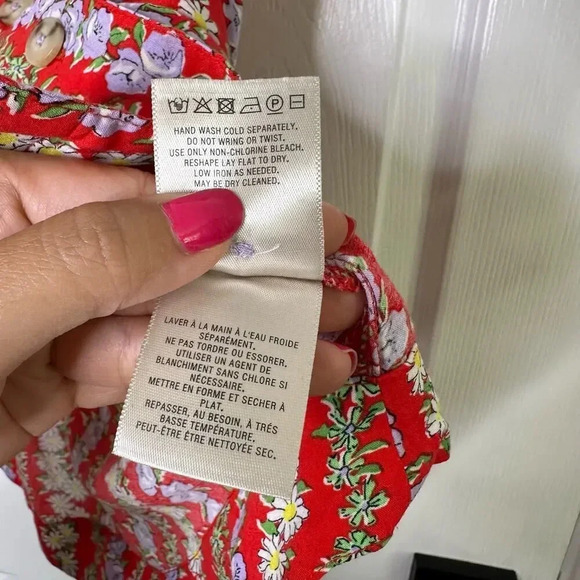 HAND WASH COLD SEPARATELY.
DO NOT WRING OR TWIST.
USE ONLY NON-CHLORINE BLEACH.
RESHAPE LAY FLAT TO DRY.
LOW IRON AS NEEDED.
MAY BE DRY CLEANED.
LAVER À LA MAIN À L'EAU FROIDE
SÉPARÉMENT.
NE PAS TORDRE OU ESSORER.
UTILISER UN AGENT DE
BLANCHIMENT SANS CHLORE SI
NÉCESSAIRE.
METTRE EN FORME ET SECHER À
PLAT.
REPASSER, AU BESOIN, À TRÈS
BASSE TEMPÉRATURE.
PEUT-ÊTRE ÊTRE NETTOYÉE SEC.